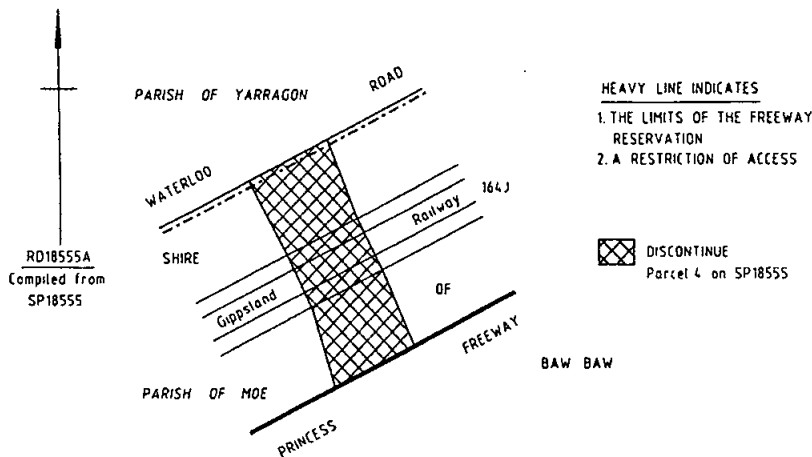 PARISH OF YARRAGON
WATERLOO ROAD
HEAVY LINE INDICATES
1. THE LIMITS OF THE FREEWAY
RESERVATION
2. A RESTRICTION OF ACCESS
164J
Gippsland Railway
SHIRE OF BAW BAW
RD18555A
Compiled from
SP18555
DISCONTINUE
Parcel 4 on SP18555
PARISH OF MOE
PRINCESS FREEWAY